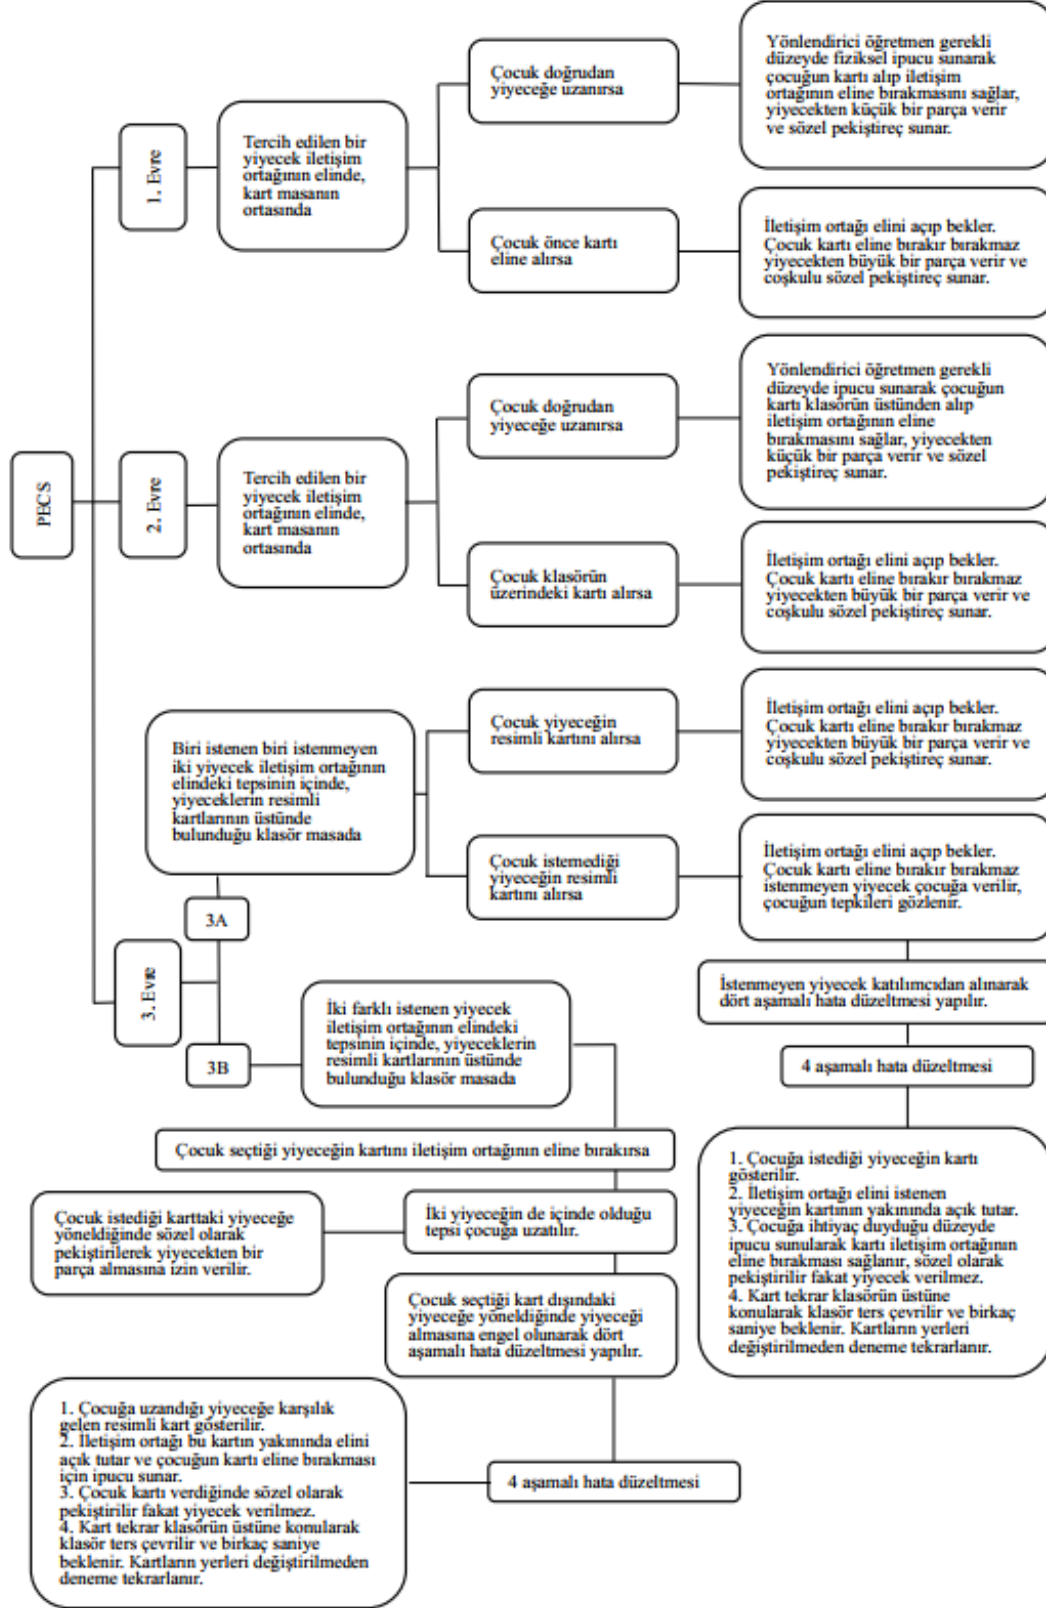 PECS
1. Evre
Tercih edilen bir
yiyecek iletişim
ortağının elinde,
kart masanın
ortasında
Çocuk doğrudan
yiyeceğe uzanırsa
Yönlendirici öğretmen gerekli
düzeyde fiziksel ipucu sunarak
çocuğun kartı alıp iletişim
ortağının eline bırakmasını sağlar,
yiyecekten küçük bir parça verir
ve sözel pekiştireç sunar.
Çocuk önce kartı
eline alırsa
İletişim ortağı elini açıp bekler.
Çocuk kartı eline bırakır bırakmaz
yiyecekten büyük bir parça verir ve
coşkulu sözel pekiştireç sunar.
2. Evre
Tercih edilen bir
yiyecek iletişim
ortağının elinde,
kart masanın
ortasında
Çocuk doğrudan
yiyeceğe uzanırsa
Yönlendirici öğretmen gerekli
düzeyde ipucu sunarak çocuğun
kartı klasörün üstünden alıp
iletişim ortağının eline
bırakmasını sağlar, yiyecekten
küçük bir parça verir ve sözel
pekiştireç sunar.
Çocuk klasörün
üzerindeki kartı alırsa
İletişim ortağı elini açıp bekler.
Çocuk kartı eline bırakır bırakmaz
yiyecekten büyük bir parça verir ve
coşkulu sözel pekiştireç sunar.
3. Evre
3A
Biri istenen biri istenmeyen
iki yiyecek iletişim ortağının
elindeki tepsinin içinde,
yiyeceklerin resimli
kartlarının üstünde
bulunduğu klasör masada
Çocuk yiyeceğin
resimli kartını alırsa
İletişim ortağı elini açıp bekler.
Çocuk kartı eline bırakır bırakmaz
yiyecekten büyük bir parça verir ve
coşkulu sözel pekiştireç sunar.
Çocuk istemediği
yiyeceğin resimli
kartını alırsa
İletişim ortağı elini açıp bekler.
Çocuk kartı eline bırakır bırakmaz
istenmeyen yiyecek çocuğa verilir,
çocuğun tepkileri gözlenir.
İstenmeyen yiyecek katılımcıdan alınarak
dört aşamalı hata düzeltmesi yapılır.
4 aşamalı hata düzeltmesi
1. Çocuğa istediği yiyeceğin kartı
gösterilir.
2. İletişim ortağı elini istenen
yiyeceğin kartının yakınında açık tutar.
3. Çocuğa ihtiyaç duyduğu düzeyde
ipucu sunularak kartı iletişim ortağının
eline bırakması sağlanır, sözel olarak
pekiştirilir fakat yiyecek verilmez.
4. Kart tekrar klasörün üstüne
konularak klasör ters çevrilir ve birkaç
saniye beklenir. Kartların yerleri
değiştirilmeden deneme tekrarlanır.
3B
İki farklı istenen yiyecek
iletişim ortağının elindeki
tepsinin içinde, yiyeceklerin
resimli kartlarının üstünde
bulunduğu klasör masada
Çocuk seçtiği yiyeceğin kartını iletişim ortağının eline bırakırsa
İki yiyeceğin de içinde olduğu
tepsi çocuğa uzatılır.
Çocuk istediği karttaki yiyeceğe
yöneldiğinde sözel olarak
pekiştirilerek yiyecekten bir
parça almasına izin verilir.
Çocuk seçtiği kart dışındaki
yiyeceğe yöneldiğinde yiyeceği
almasına engel olunarak dört
aşamalı hata düzeltmesi yapılır.
4 aşamalı hata düzeltmesi
1. Çocuğa uzandığı yiyeceğe karşılık
gelen resimli kart gösterilir.
2. İletişim ortağı bu kartın yakınında elini
açık tutar ve çocuğun kartı eline bırakması
için ipucu sunar.
3. Çocuk kartı verdiğinde sözel olarak
pekiştirilir fakat yiyecek verilmez.
4. Kart tekrar klasörün üstüne konularak
klasör ters çevrilir ve birkaç saniye
beklenir. Kartların yerleri değiştirilmeden
deneme tekrarlanır.